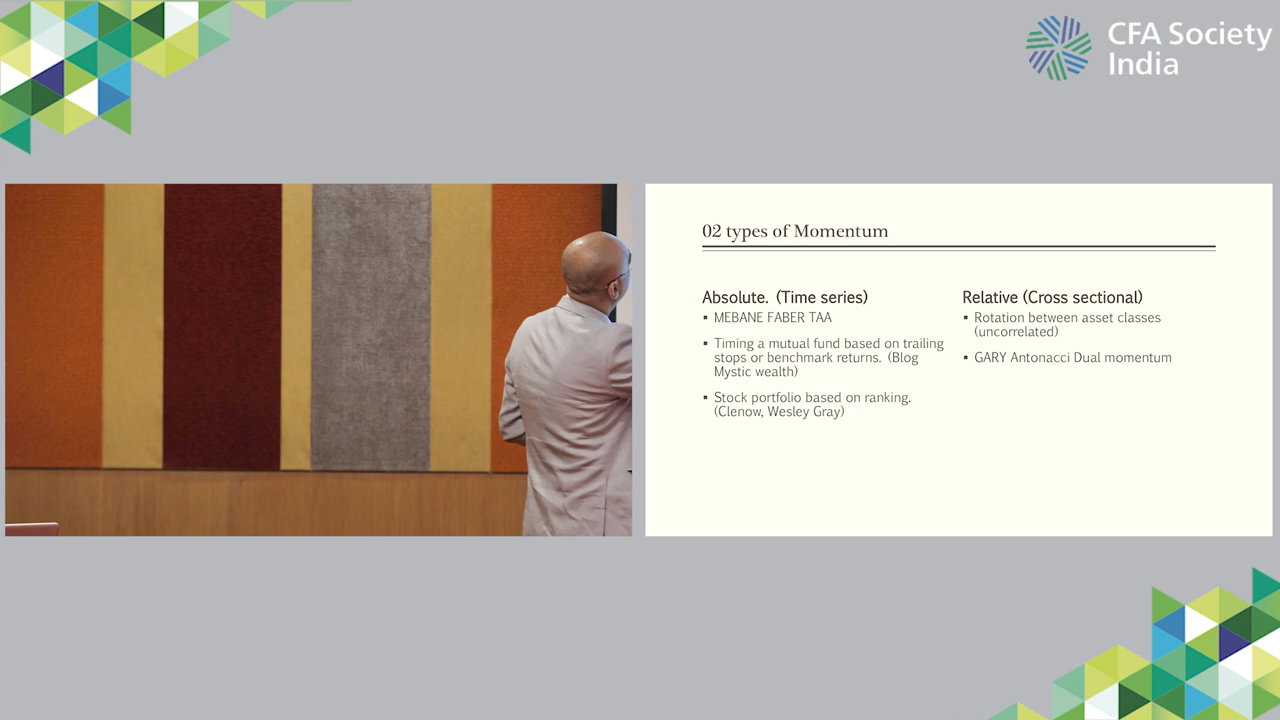 CFA Society
India
02 types of Momentum
Absolute. (Time series)
▪ MEBANE FABER TAA
▪ Timing a mutual fund based on trailing
stops or benchmark returns. (Blog
Mystic wealth)
▪ Stock portfolio based on ranking.
(Clenow, Wesley Gray)
Relative (Cross sectional)
▪ Rotation between asset classes
(uncorrelated)
▪ GARY Antonacci Dual momentum